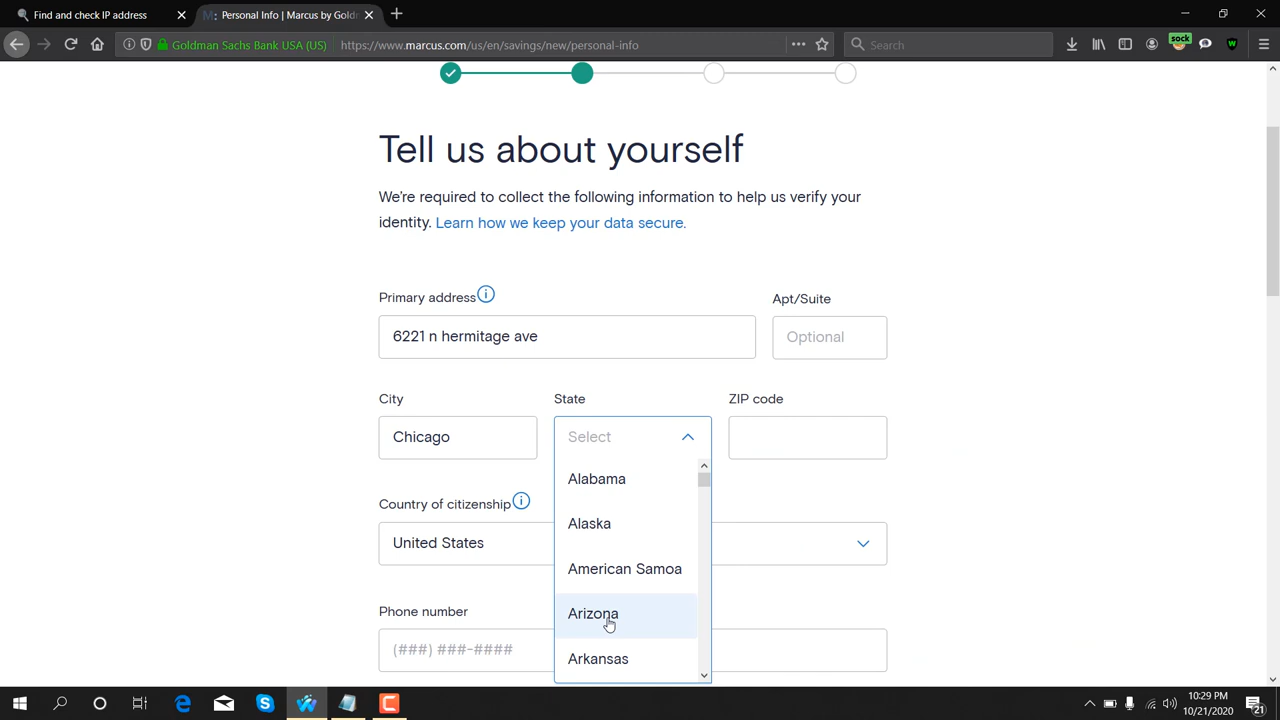 Find and check IP address
M: Personal Info | Marcus by Goldm
Goldman Sachs Bank USA (US)
https://www.marcus.com/us/en/savings/new/personal-info
Search
sock
Tell us about yourself
We're required to collect the following information to help us verify your
identity. Learn how we keep your data secure.
Primary address
Apt/Suite
6221 n hermitage ave
Optional
City
State
ZIP code
Chicago
Select
Alabama
Alaska
American Samoa
Arizona
Arkansas
Country of citizenship
United States
Phone number
(###) ###-####
10:29 PM
10/21/2020
21